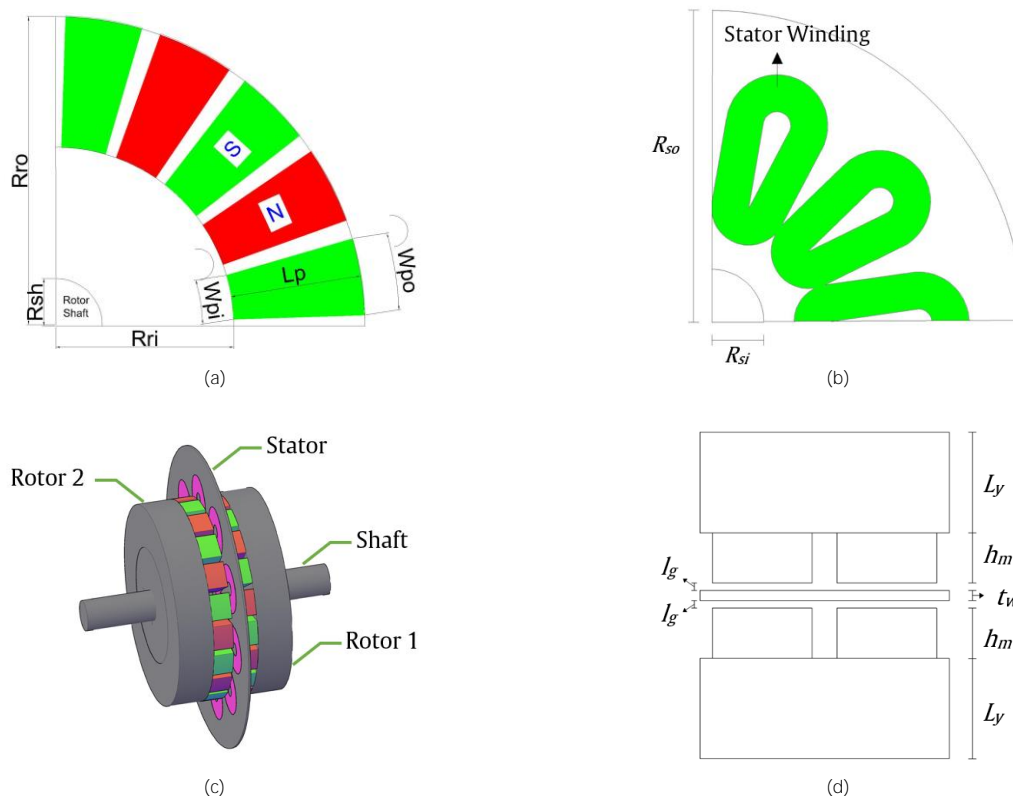 Rro
Rsh
Rotor
Shaft
Rri
Wpi
Lp
Wpo
S
N
(a)
Stator Winding
Rso
Rsi
(b)
Stator
Rotor 2
Shaft
Rotor 1
(c)
Ly
hm
lg
tw
lg
hm
Ly
(d)